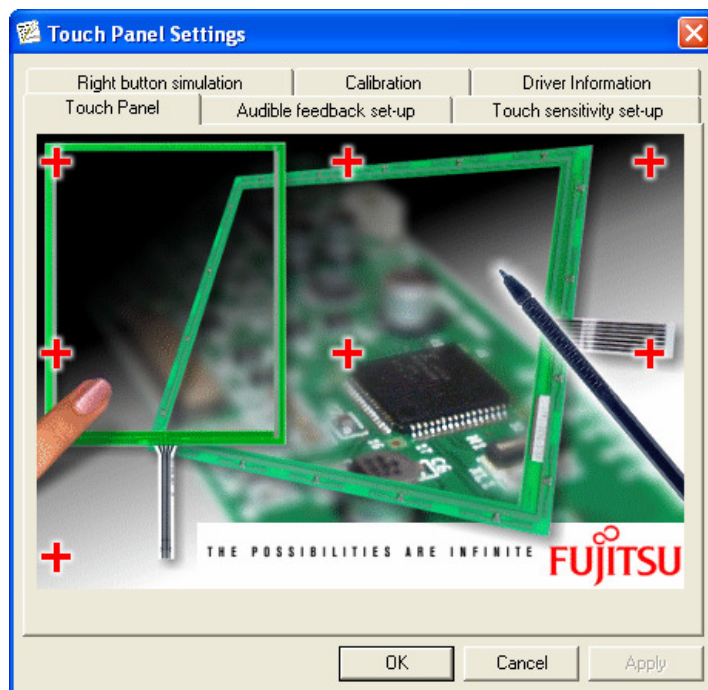 Touch Panel Settings
Right button simulation
Calibration
Driver Information
Touch Panel
Audible feedback set-up
Touch sensitivity set-up
THE POSSIBILITIES ARE INFINITE
FUJITSU
OK
Cancel
Apply